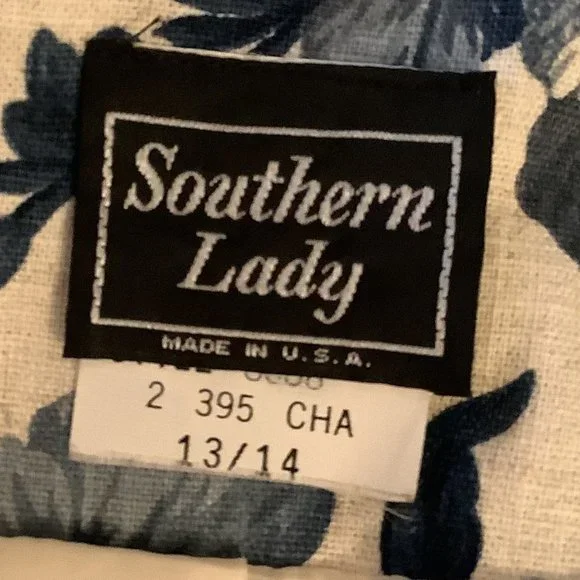 Southern
Lady
MADE IN U.S.A.
2 395 CHA
13/14